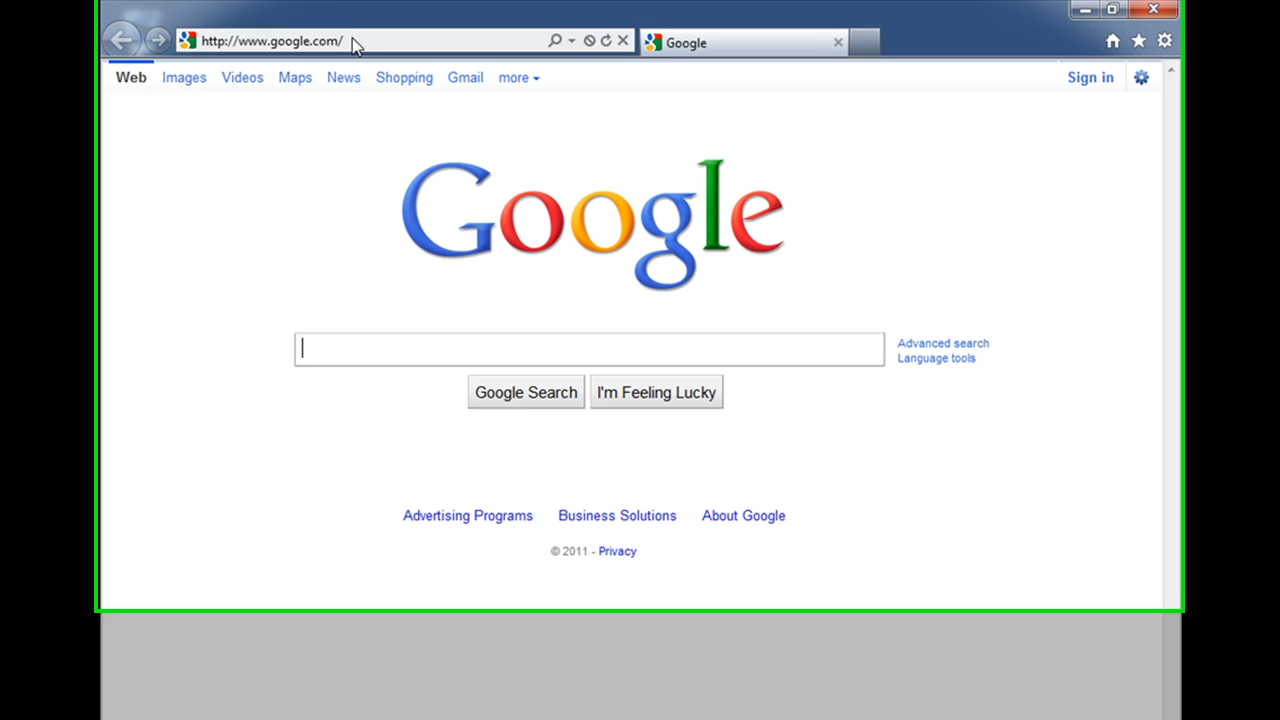 http://www.google.com/
Google
Web Images Videos Maps News Shopping Gmail more
Sign in
Google
Advanced search
Language tools
Google Search I'm Feeling Lucky
Advertising Programs Business Solutions About Google
© 2011 - Privacy